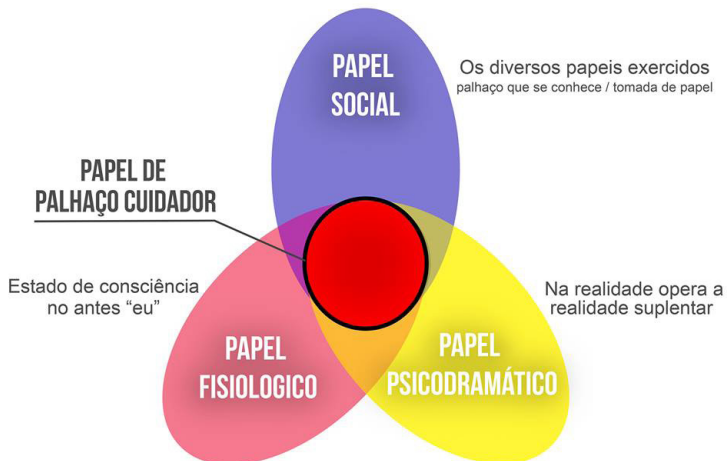 PAPEL
SOCIAL
Os diversos papeis exercidos
palhaço que se conhece / tomada de papel
PAPEL DE
PALHAÇO CUIDADOR
Estado de consciência
no antes “eu”
Na realidade opera a
realidade suplentar
PAPEL
FISIOLOGICO
PAPEL
PSICODRAMÁTICO